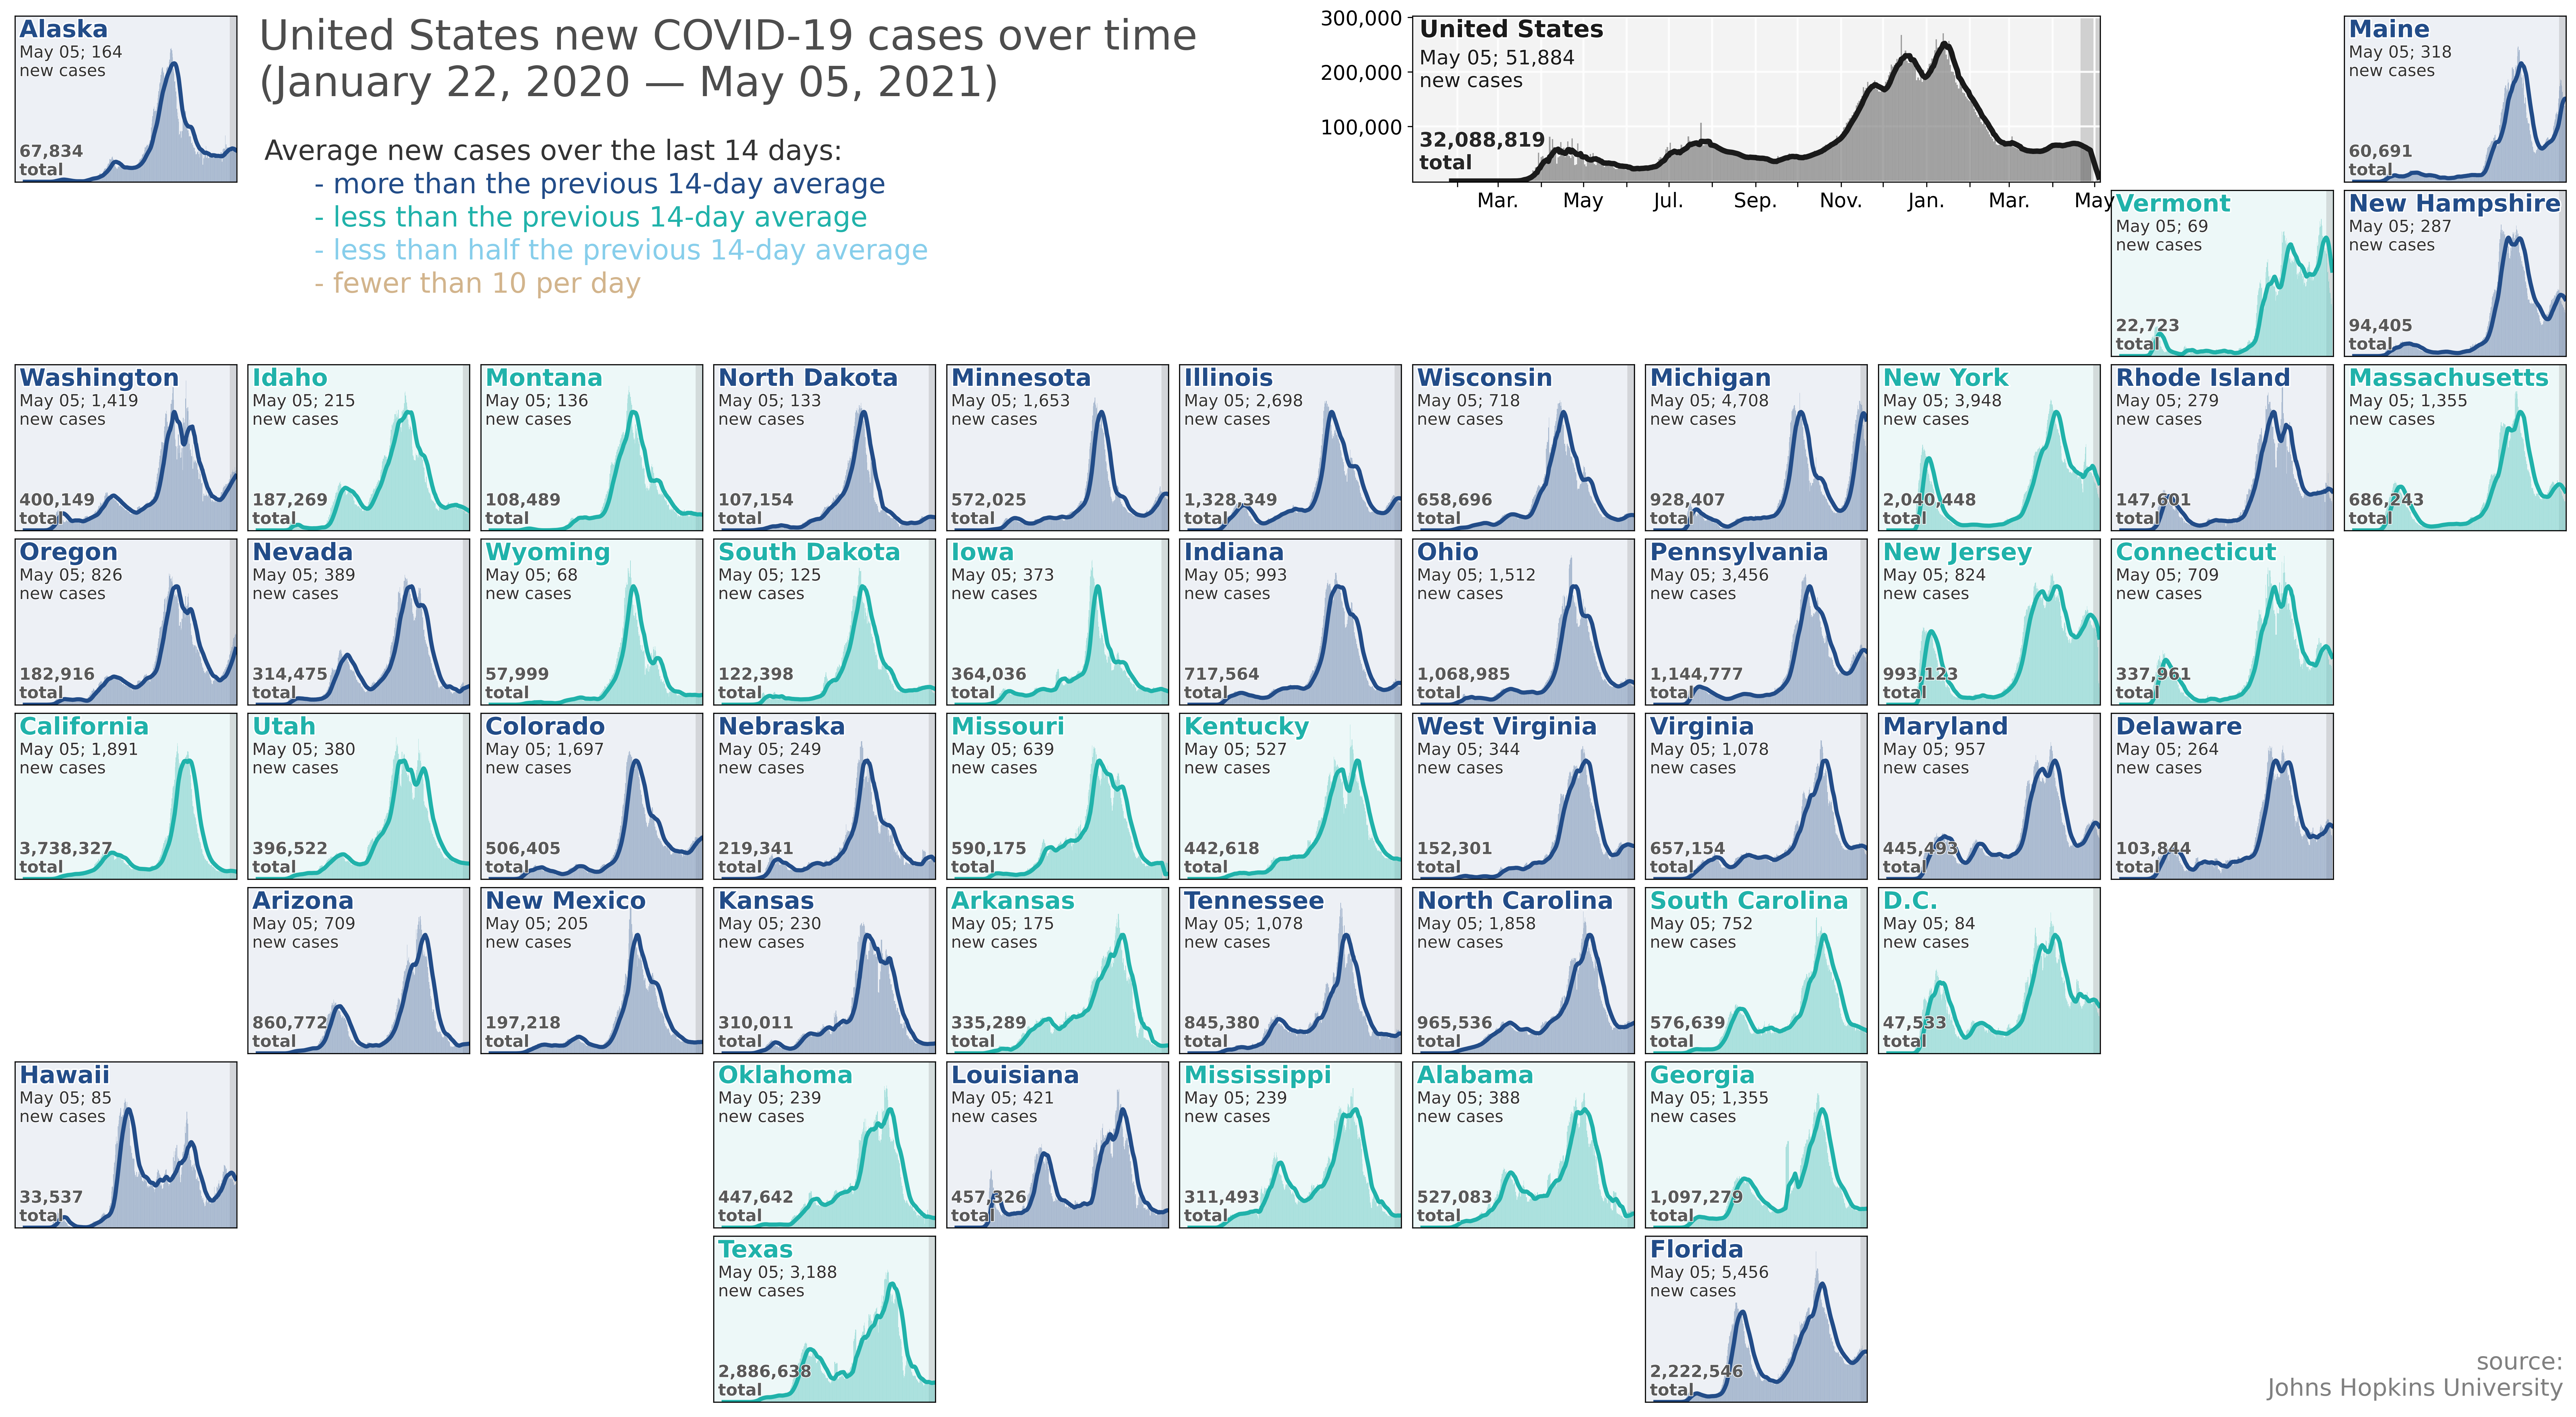 United States new COVID-19 cases over time
(January 22, 2020 — May 05, 2021)
Average new cases over the last 14 days:
- more than the previous 14-day average
- less than the previous 14-day average
- less than half the previous 14-day average
- fewer than 10 per day
Alaska
May 05; 164
new cases
67,834
total
300,000
200,000
100,000
United States
May 05; 51,884
new cases
32,088,819
total
Mar.
May
Jul.
Sep.
Nov.
Jan.
Mar.
May
Maine
May 05; 318
new cases
60,691
total
Vermont
May 05; 69
new cases
22,723
total
New Hampshire
May 05; 287
new cases
94,405
total
Washington
May 05; 1,419
new cases
400,149
total
Idaho
May 05; 215
new cases
187,269
total
Montana
May 05; 136
new cases
108,489
total
North Dakota
May 05; 133
new cases
107,154
total
Minnesota
May 05; 1,653
new cases
572,025
total
Illinois
May 05; 2,698
new cases
1,328,349
total
Wisconsin
May 05; 718
new cases
658,696
total
Michigan
May 05; 4,708
new cases
928,407
total
New York
May 05; 3,948
new cases
2,040,448
total
Rhode Island
May 05; 279
new cases
147,601
total
Massachusetts
May 05; 1,355
new cases
686,243
total
Oregon
May 05; 826
new cases
182,916
total
Nevada
May 05; 389
new cases
314,475
total
Wyoming
May 05; 68
new cases
57,999
total
South Dakota
May 05; 125
new cases
122,398
total
Iowa
May 05; 373
new cases
364,036
total
Indiana
May 05; 993
new cases
717,564
total
Ohio
May 05; 1,512
new cases
1,068,985
total
Pennsylvania
May 05; 3,456
new cases
1,144,777
total
New Jersey
May 05; 824
new cases
993,123
total
Connecticut
May 05; 709
new cases
337,961
total
California
May 05; 1,891
new cases
3,738,327
total
Utah
May 05; 380
new cases
396,522
total
Colorado
May 05; 1,697
new cases
506,405
total
Nebraska
May 05; 249
new cases
219,341
total
Missouri
May 05; 639
new cases
590,175
total
Kentucky
May 05; 527
new cases
442,618
total
West Virginia
May 05; 344
new cases
152,301
total
Virginia
May 05; 1,078
new cases
657,154
total
Maryland
May 05; 957
new cases
445,493
total
Delaware
May 05; 264
new cases
103,844
total
Arizona
May 05; 709
new cases
860,772
total
New Mexico
May 05; 205
new cases
197,218
total
Kansas
May 05; 230
new cases
310,011
total
Arkansas
May 05; 175
new cases
335,289
total
Tennessee
May 05; 1,078
new cases
845,380
total
North Carolina
May 05; 1,858
new cases
965,536
total
South Carolina
May 05; 752
new cases
576,639
total
D.C.
May 05; 84
new cases
47,533
total
Hawaii
May 05; 85
new cases
33,537
total
Oklahoma
May 05; 239
new cases
447,642
total
Louisiana
May 05; 421
new cases
457,326
total
Mississippi
May 05; 239
new cases
311,493
total
Alabama
May 05; 388
new cases
527,083
total
Georgia
May 05; 1,355
new cases
1,097,279
total
Texas
May 05; 3,188
new cases
2,886,638
total
Florida
May 05; 5,456
new cases
2,222,546
total
source:
Johns Hopkins University